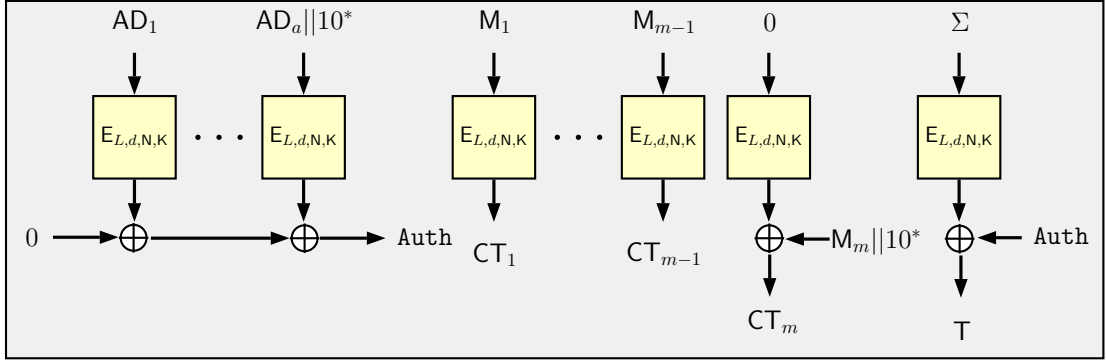 AD₁ AD_a||10* M₁ M_{m−1} 0 Σ
E_{L,d,N,K} · · · E_{L,d,N,K} E_{L,d,N,K} · · · E_{L,d,N,K} E_{L,d,N,K} E_{L,d,N,K}
0 Auth M_m||10* Auth
CT₁ CT_{m−1}
CT_m T